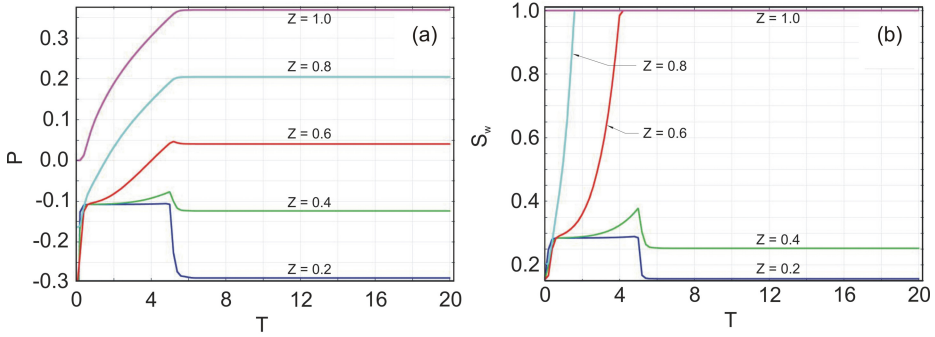 (a)
0.3
0.2
0.1
0.0
-0.1
-0.2
-0.3
P
0 4 8 12 16 20
T
Z = 1.0
Z = 0.8
Z = 0.6
Z = 0.4
Z = 0.2
(b)
1.0
0.8
0.6
0.4
0.2
Sw
0 4 8 12 16 20
T
Z = 1.0
Z = 0.8
Z = 0.6
Z = 0.4
Z = 0.2